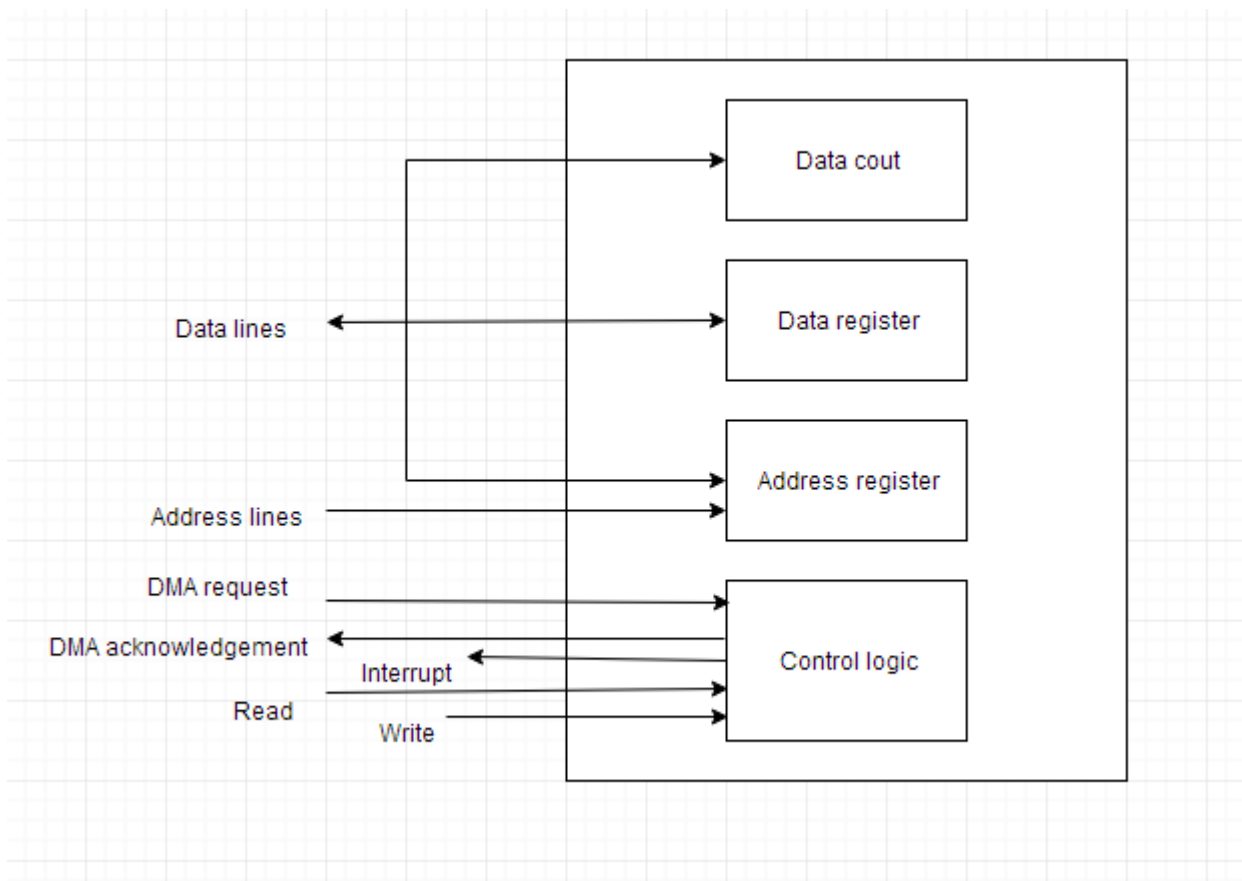 Data cout
Data lines
Data register
Address register
Address lines
DMA request
DMA acknowledgement
Control logic
Interrupt
Read
Write